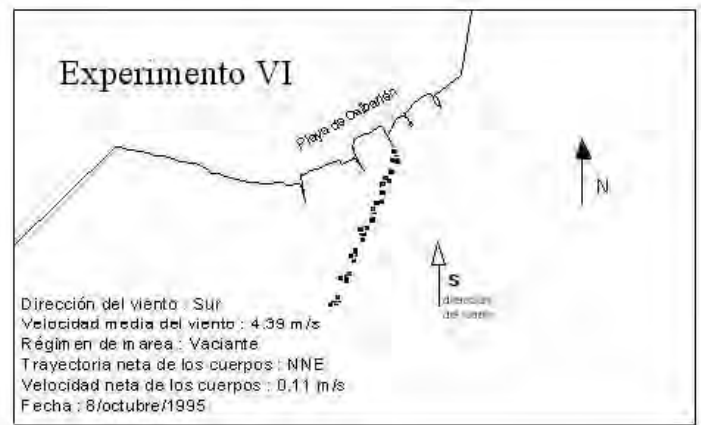 Experimento VI
Playa de Caibarién
N
S
dirección
del viento
Dirección del viento : Sur
Velocidad media del viento : 4.39 m/s
Régimen de marea : Vaciante
Trayectoria neta de los cuerpos : NNE
Velocidad neta de los cuerpos : 0.11 m/s
Fecha : 8/octubre/1995